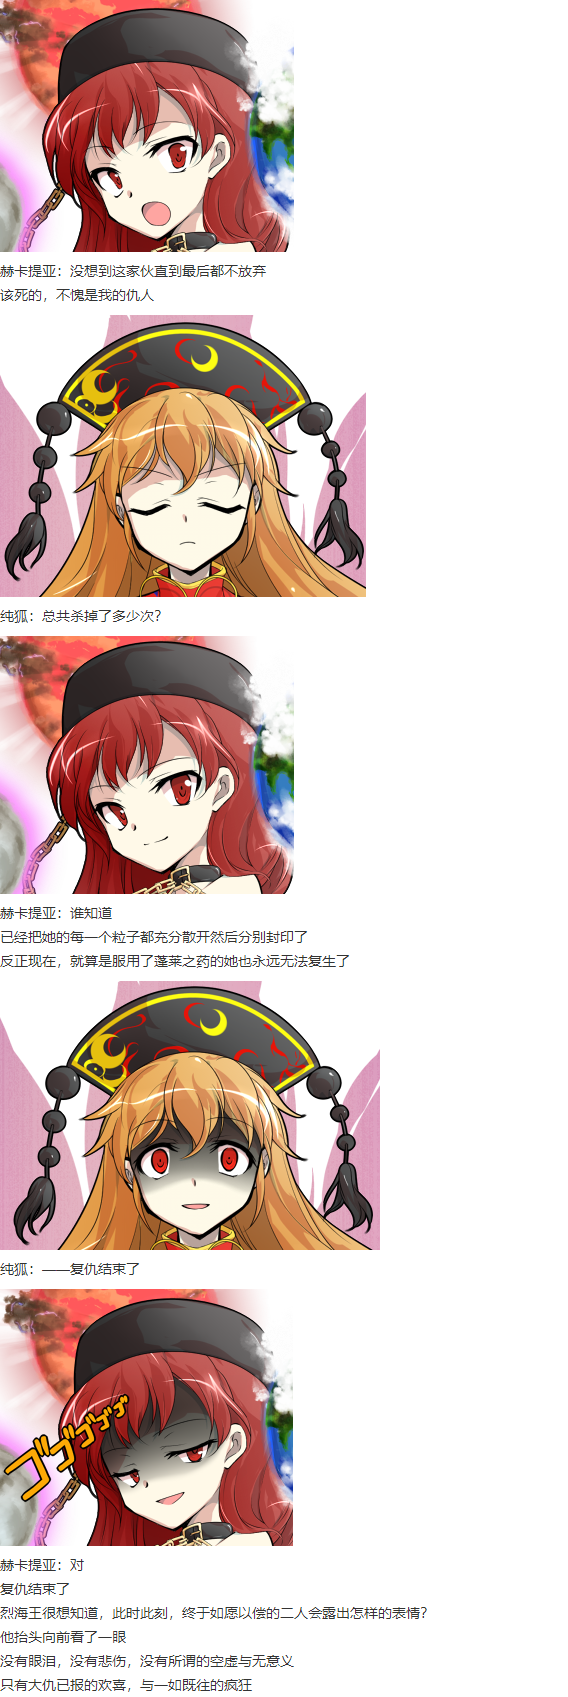 赫卡提亚：没想到这家伙直到最后都不放弃
该死的，不愧是我的仇人
纯狐：总共杀掉了多少次？
赫卡提亚：谁知道
已经把她的每一个粒子都充分散开然后分别封印了
反正现在，就算是服用了蓬莱之药的她也永远无法复生了
纯狐：——复仇结束了
ゴゴゴゴゴゴ
赫卡提亚：对
复仇结束了
烈海王很想知道，此时此刻，终于如愿以偿的二人会露出怎样的表情？
他抬头向前看了一眼
没有眼泪，没有悲伤，没有所谓的空虚与无意义
只有大仇已报的欢喜，与一如既往的疯狂